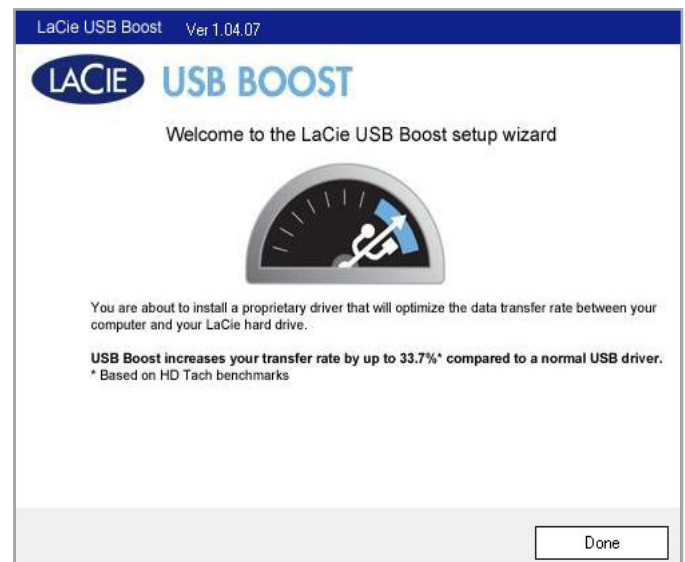 LaCie USB Boost Ver 1.04.07
LACIE USB BOOST
Welcome to the LaCie USB Boost setup wizard
You are about to install a proprietary driver that will optimize the data transfer rate between your
computer and your LaCie hard drive.
USB Boost increases your transfer rate by up to 33.7%* compared to a normal USB driver.
* Based on HD Tach benchmarks
Done